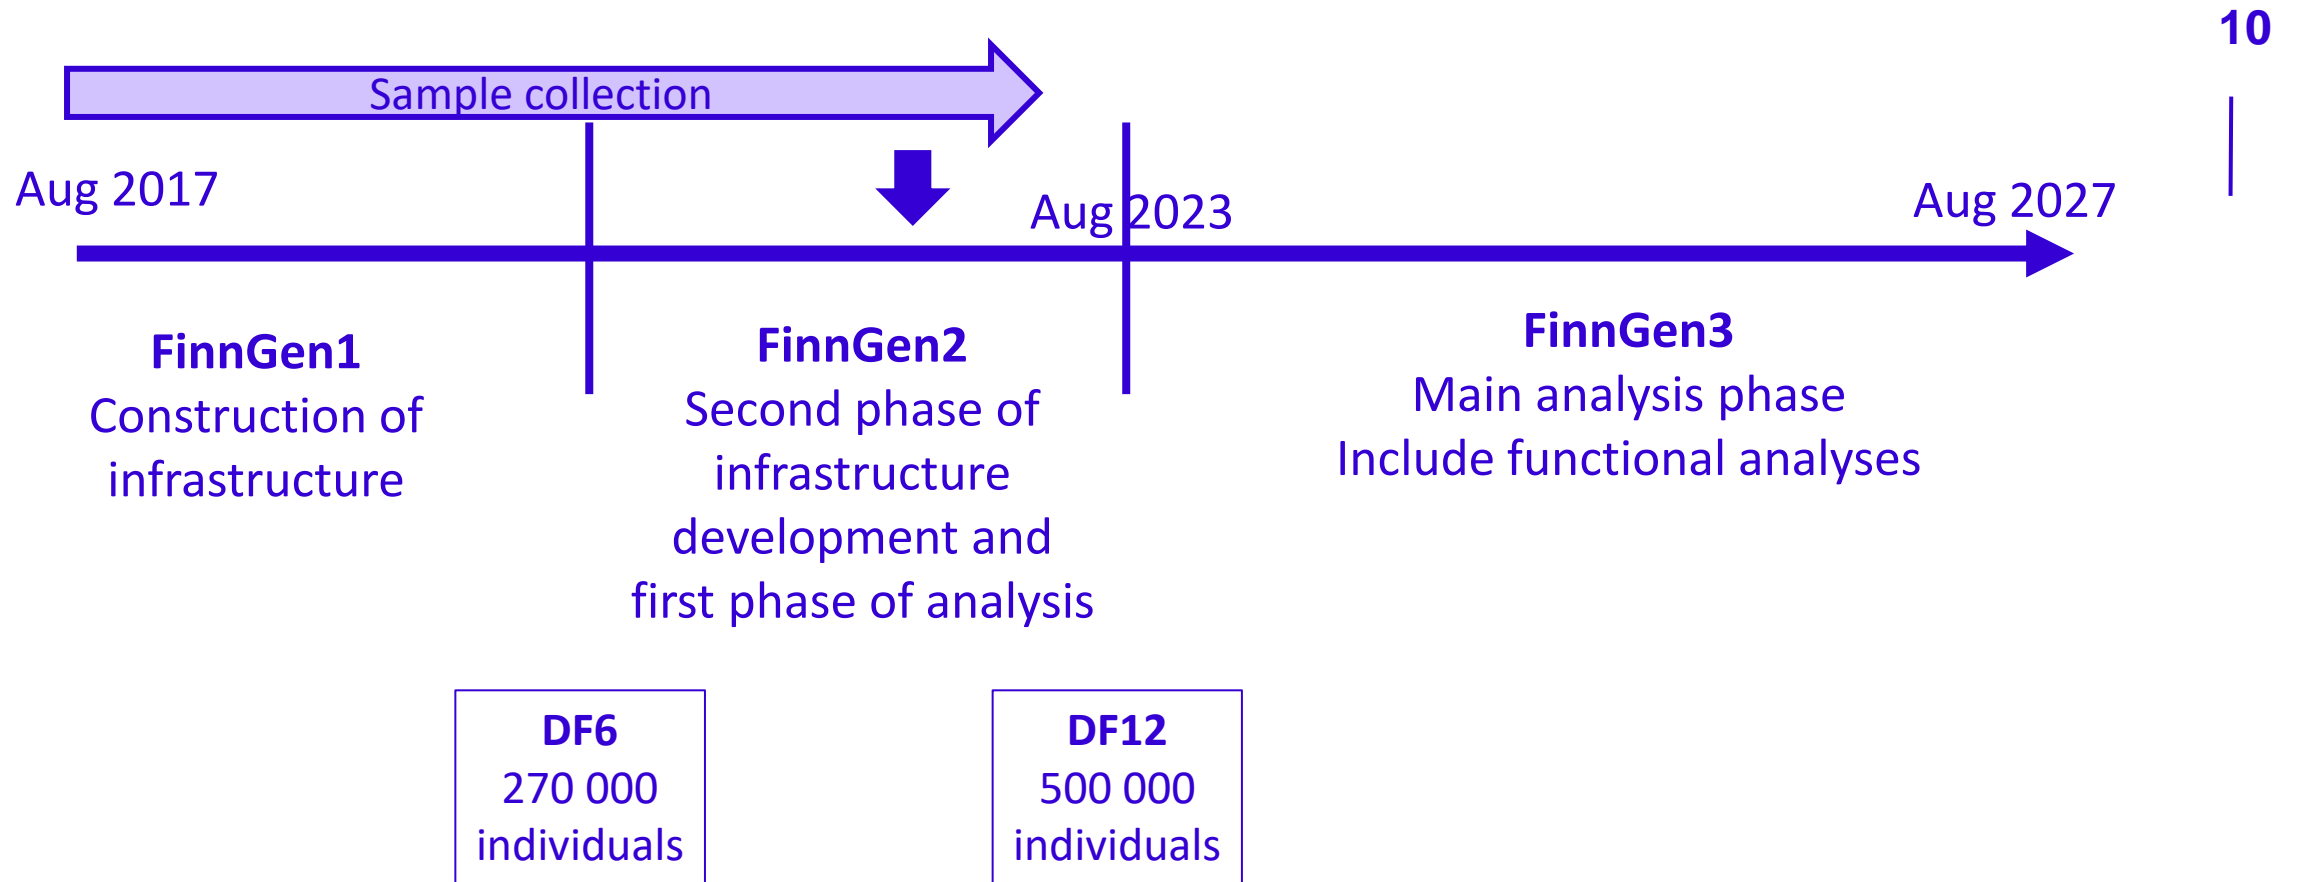 10
Sample collection
Aug 2017
Aug 2023
Aug 2027
FinnGen1
Construction of
infrastructure
FinnGen2
Second phase of
infrastructure
development and
first phase of analysis
FinnGen3
Main analysis phase
Include functional analyses
DF6
270 000
individuals
DF12
500 000
individuals